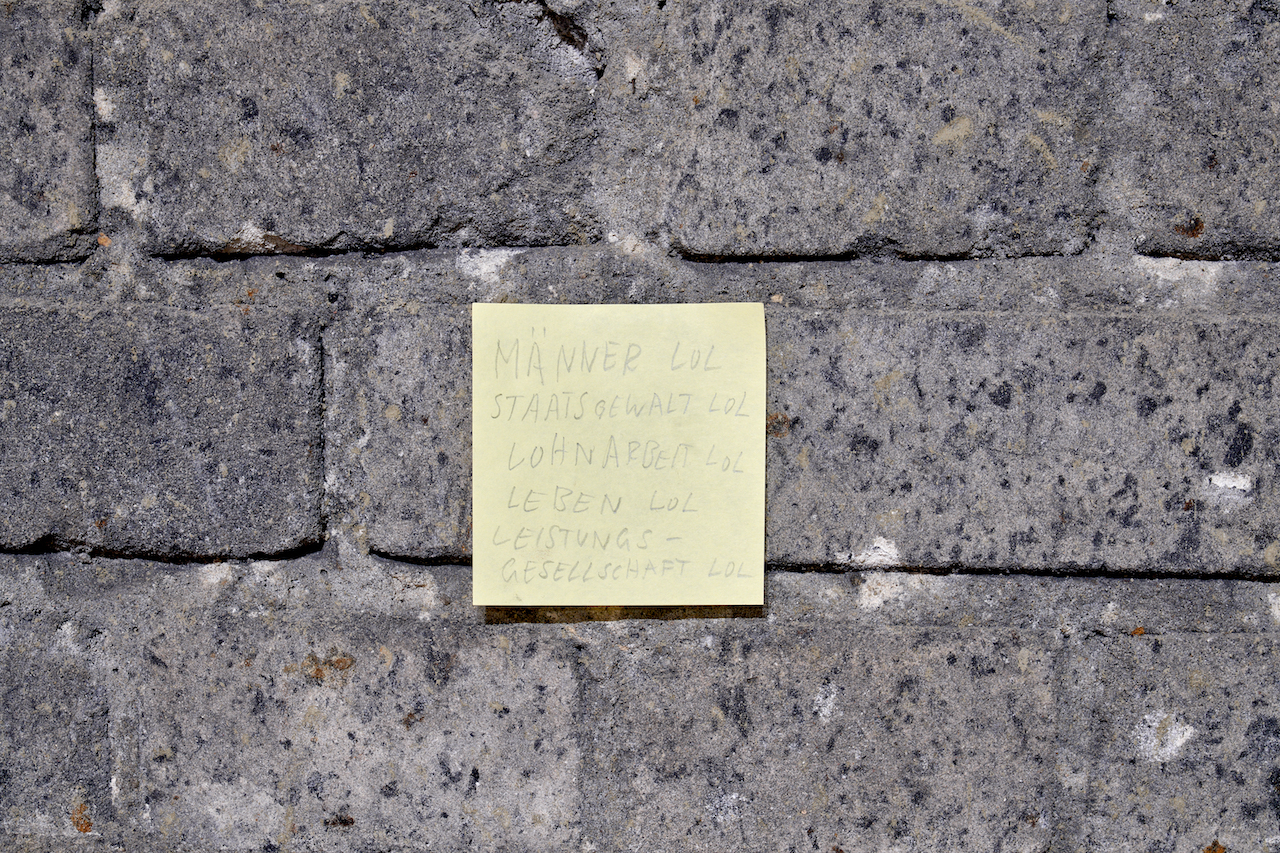 MÄNNER LOL
STAATSGEWALT LOL
LOHNARBEIT LOL
LEBEN LOL
LEISTUNGS-
GESELLSCHAFT LOL